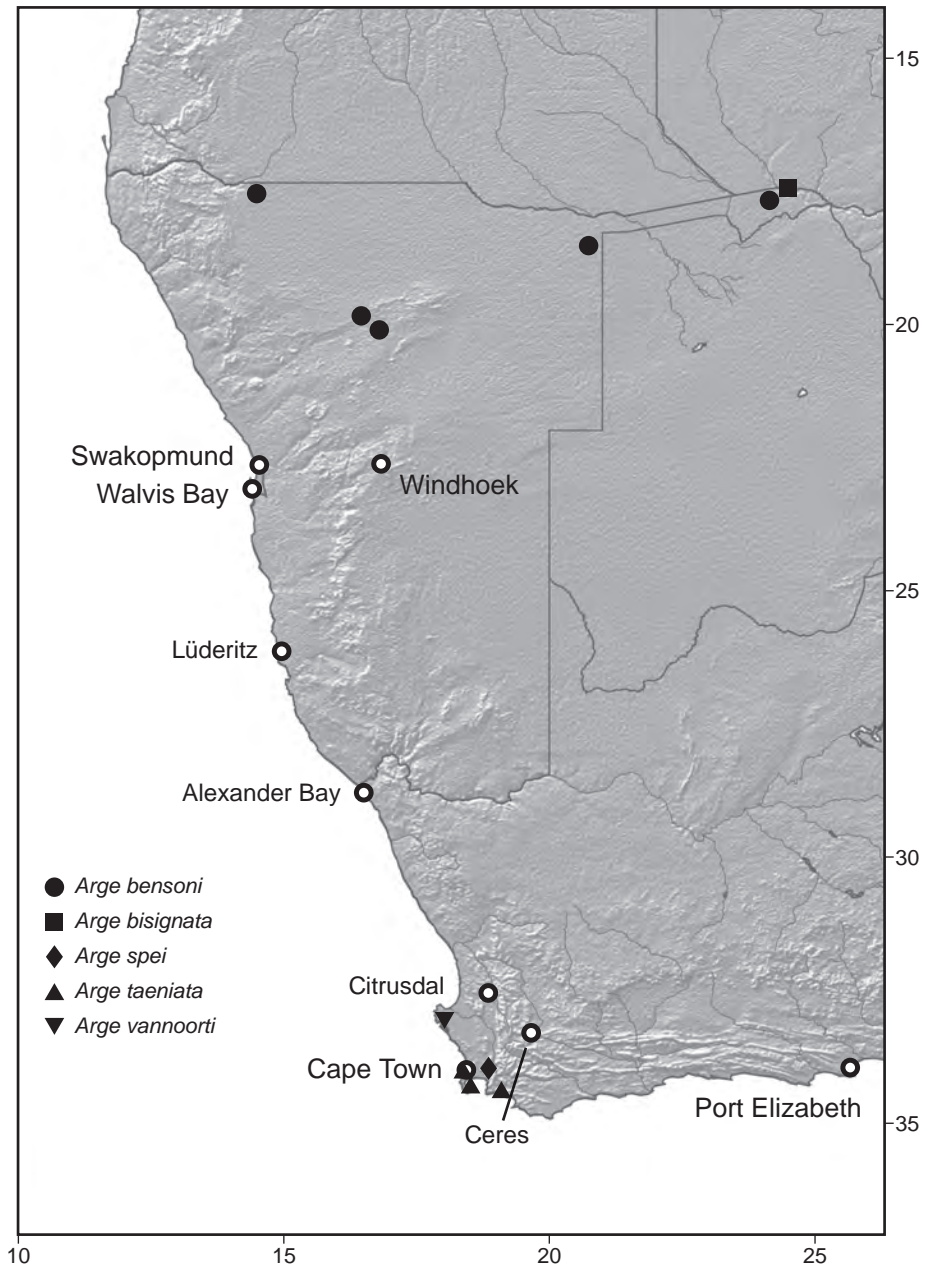 15
20
Swakopmund
Walvis Bay
Windhoek
25
Lüderitz
Alexander Bay
30
Arge bensoni
Arge bisignata
Arge spei
Arge taeniata
Arge vannoorti
Citrusdal
Cape Town
Port Elizabeth
Ceres
35
10 15 20 25